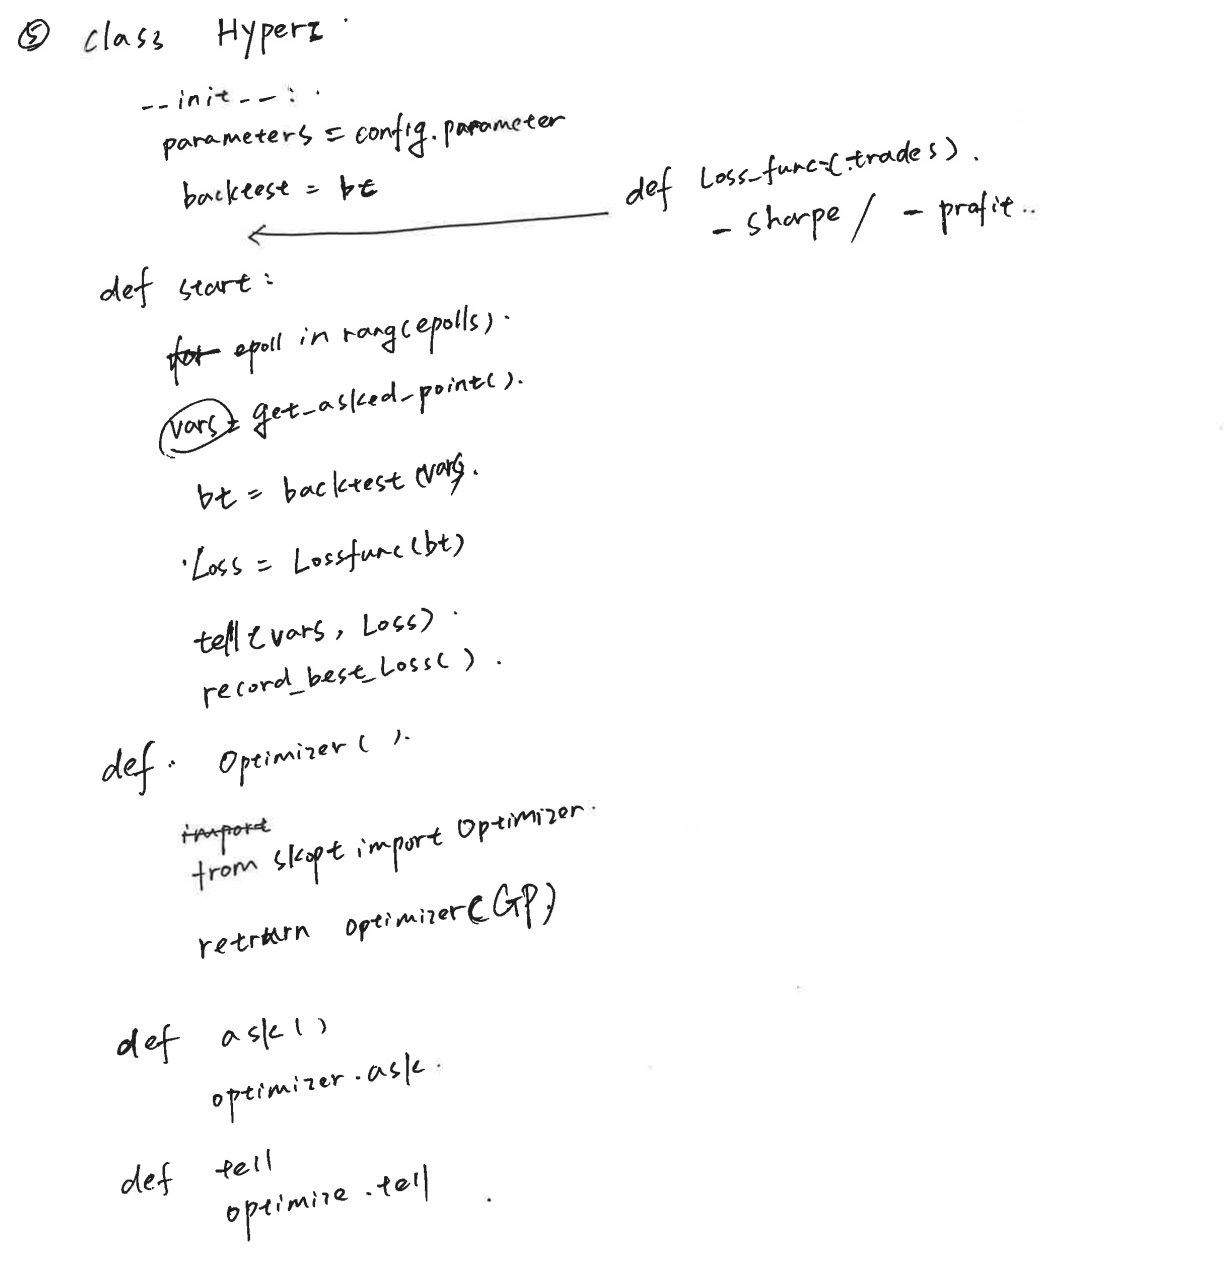 ⑤ class Hyper
--init--:
parameters = config.parameter
backtest = bt
def Loss_func(trades).
- sharpe / - profit..
def start:
for epoll in rang(epolls).
vars = get_asked_point().
bt = backtest (vars).
Loss = Lossfunc(bt)
tell(vars, Loss)
record_best_Loss().
def. Optimizer().
import
from skopt import Optimizer.
return optimizer(GP)
def ask()
optimizer.ask.
def tell
optimize.tell